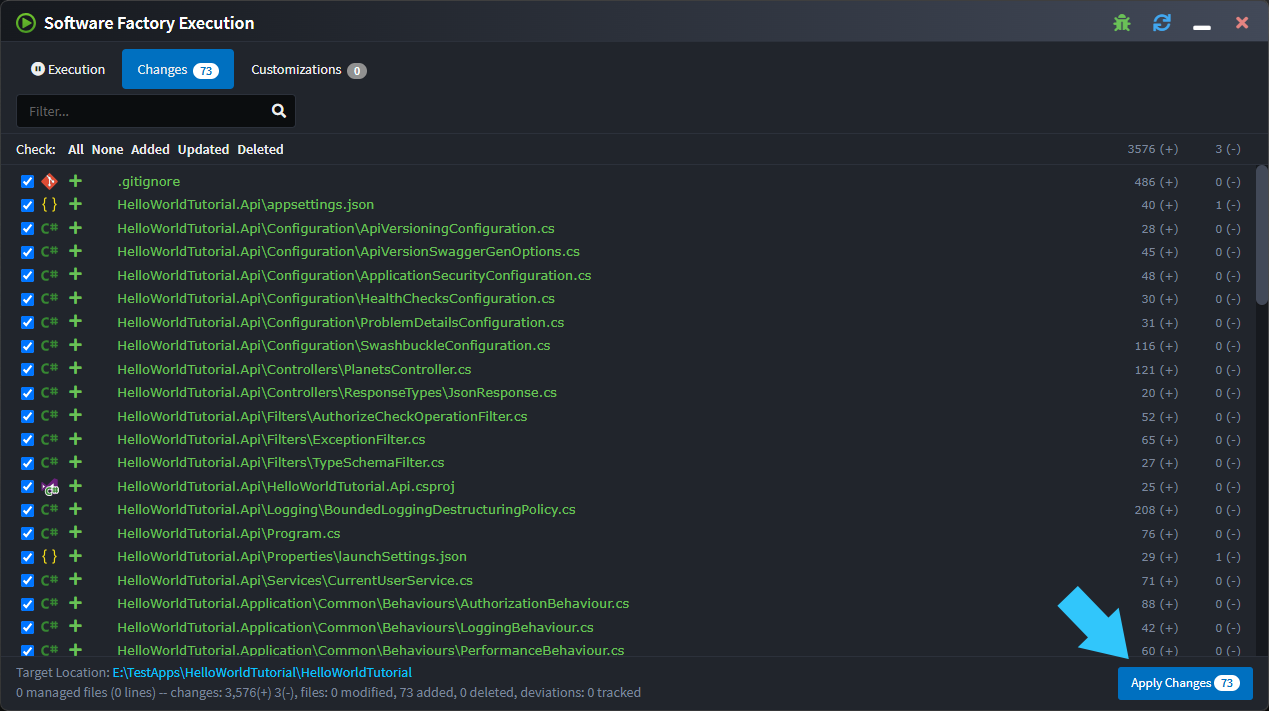 Software Factory Execution
Execution Changes 73 Customizations 0
Filter...
Check: All None Added Updated Deleted 3576 (+) 3 (-)
.gitignore 486 (+) 0 (-)
{} HelloWorldTutorial.Api\appsettings.json 40 (+) 1 (-)
C# HelloWorldTutorial.Api\Configuration\ApiVersioningConfiguration.cs 28 (+) 0 (-)
C# HelloWorldTutorial.Api\Configuration\ApiVersionSwaggerGenOptions.cs 45 (+) 0 (-)
C# HelloWorldTutorial.Api\Configuration\ApplicationSecurityConfiguration.cs 48 (+) 0 (-)
C# HelloWorldTutorial.Api\Configuration\HealthChecksConfiguration.cs 30 (+) 0 (-)
C# HelloWorldTutorial.Api\Configuration\ProblemDetailsConfiguration.cs 31 (+) 0 (-)
C# HelloWorldTutorial.Api\Configuration\SwashbuckleConfiguration.cs 116 (+) 0 (-)
C# HelloWorldTutorial.Api\Controllers\PlanetsController.cs 121 (+) 0 (-)
C# HelloWorldTutorial.Api\Controllers\ResponseTypes\JsonResponse.cs 20 (+) 0 (-)
C# HelloWorldTutorial.Api\Filters\AuthorizeCheckOperationFilter.cs 52 (+) 0 (-)
C# HelloWorldTutorial.Api\Filters\ExceptionFilter.cs 65 (+) 0 (-)
C# HelloWorldTutorial.Api\Filters\TypeSchemaFilter.cs 27 (+) 0 (-)
HelloWorldTutorial.Api\HelloWorldTutorial.Api.csproj 25 (+) 0 (-)
C# HelloWorldTutorial.Api\Logging\BoundedLoggingDestructuringPolicy.cs 208 (+) 0 (-)
C# HelloWorldTutorial.Api\Program.cs 76 (+) 0 (-)
{} HelloWorldTutorial.Api\Properties\launchSettings.json 29 (+) 1 (-)
C# HelloWorldTutorial.Api\Services\CurrentUserService.cs 71 (+) 0 (-)
C# HelloWorldTutorial.Application\Common\Behaviours\AuthorizationBehaviour.cs 88 (+) 0 (-)
C# HelloWorldTutorial.Application\Common\Behaviours\LoggingBehaviour.cs 42 (+) 0 (-)
C# HelloWorldTutorial.Application\Common\Behaviours\PerformanceBehaviour.cs 60 (+) 0 (-)
Target Location: E:\TestApps\HelloWorldTutorial\HelloWorldTutorial
0 managed files (0 lines) -- changes: 3,576(+) 3(-), files: 0 modified, 73 added, 0 deleted, deviations: 0 tracked
Apply Changes 73